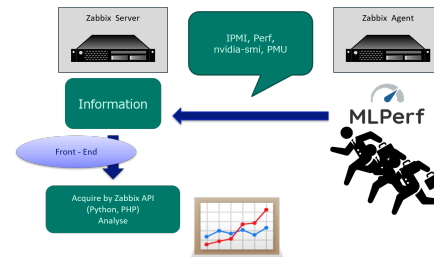 Zabbix Server
Zabbix Agent
IPMI, Perf,
nvidia-smi, PMU
Information
MLPerf
Front - End
Acquire by Zabbix API
(Python, PHP)
Analyse